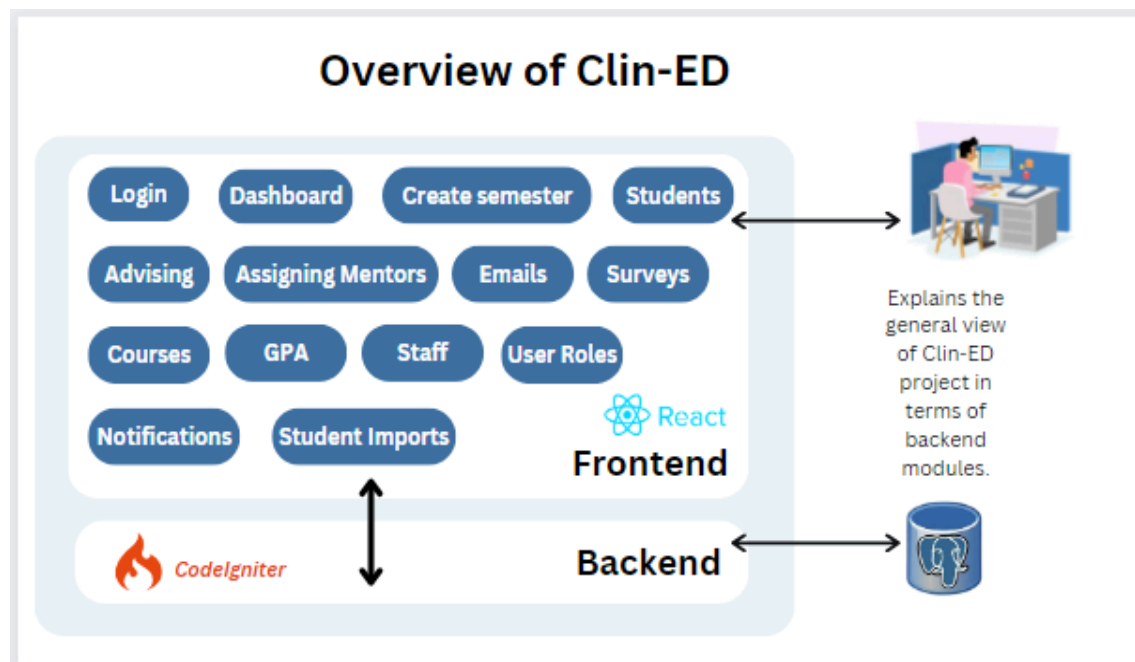 Overview of Clin-ED
Login
Dashboard
Create semester
Students
Advising
Assigning Mentors
Emails
Surveys
Courses
GPA
Staff
User Roles
Notifications
Student Imports
React
Frontend
CodeIgniter
Backend
Explains the
general view
of Clin-ED
project in
terms of
backend
modules.